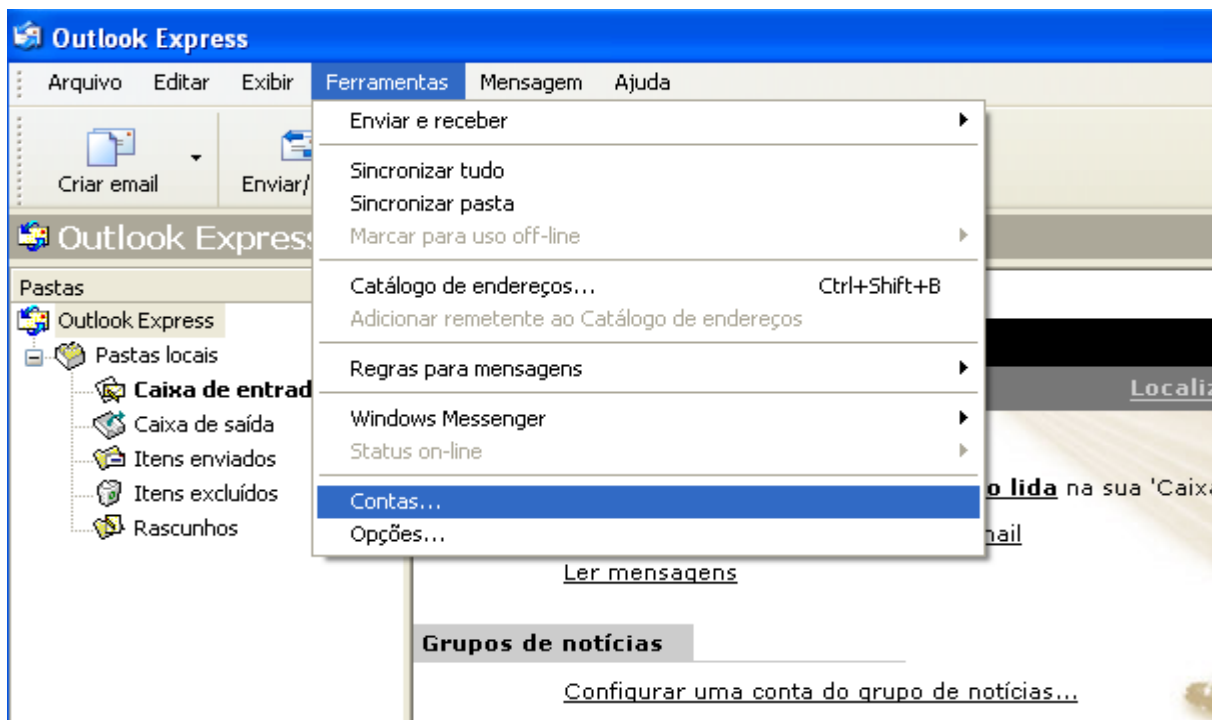 Outlook Express
Arquivo Editar Exibir Ferramentas Mensagem Ajuda
Criar email Enviar/
Enviar e receber
Sincronizar tudo
Sincronizar pasta
Marcar para uso off-line
Catálogo de endereços... Ctrl+Shift+B
Adicionar remetente ao Catálogo de endereços
Regras para mensagens
Windows Messenger
Status on-line
Contas...
Opções...
Outlook Express
Pastas
Outlook Express
Pastas locais
Caixa de entrad
Caixa de saída
Itens enviados
Itens excluídos
Rascunhos
Localiz
o lida na sua 'Caixa
Ler mensagens
Grupos de notícias
Configurar uma conta do grupo de notícias...